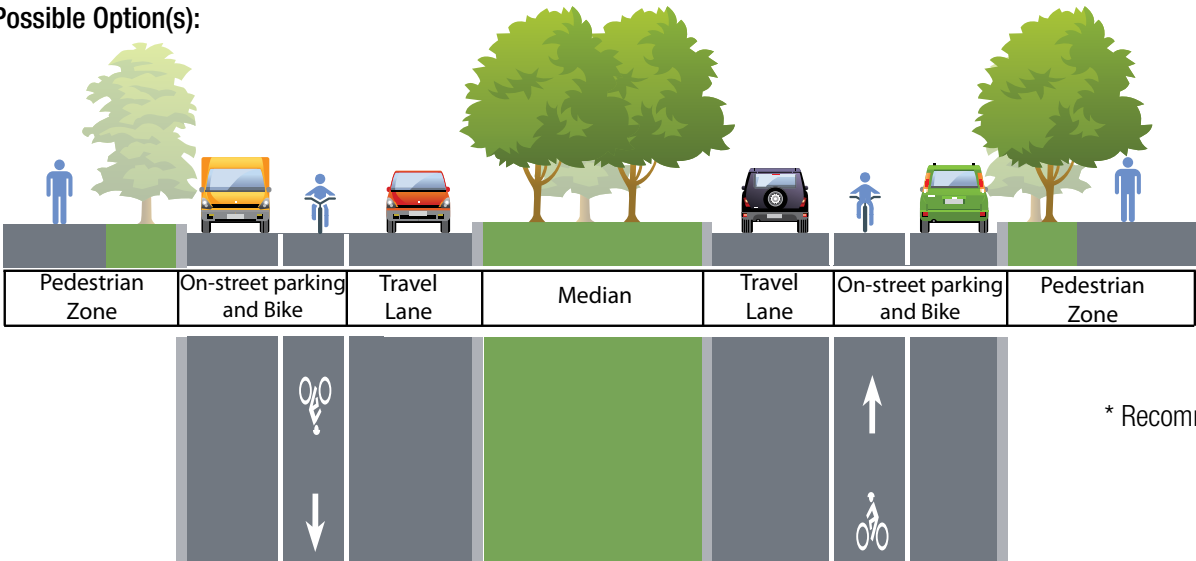 Possible Option(s):
Pedestrian
Zone
On-street parking
and Bike
Travel
Lane
Median
Travel
Lane
On-street parking
and Bike
Pedestrian
Zone
*